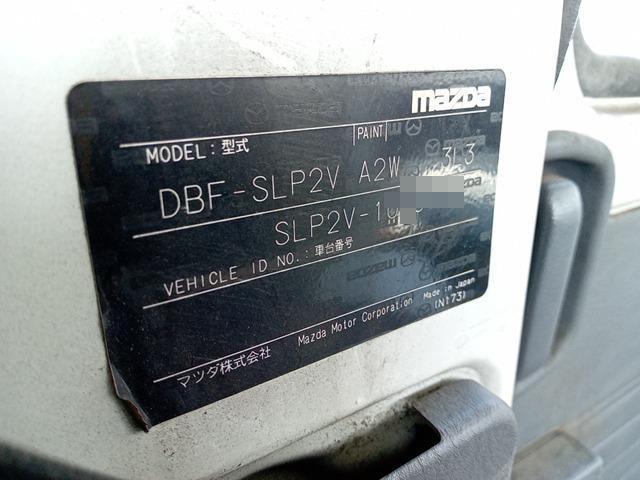 mazda
MODEL: 型式 PAINT
DBF-SLP2V A2W 3L3
SLP2V-1
VEHICLE ID NO.: 車台番号
マツダ株式会社 Mazda Motor Corporation Made in Japan
(N173)